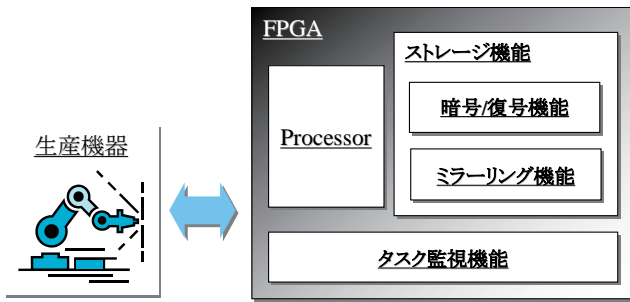 FPGA
ストレージ機能
暗号/復号機能
Processor
ミラーリング機能
タスク監視機能
生産機器